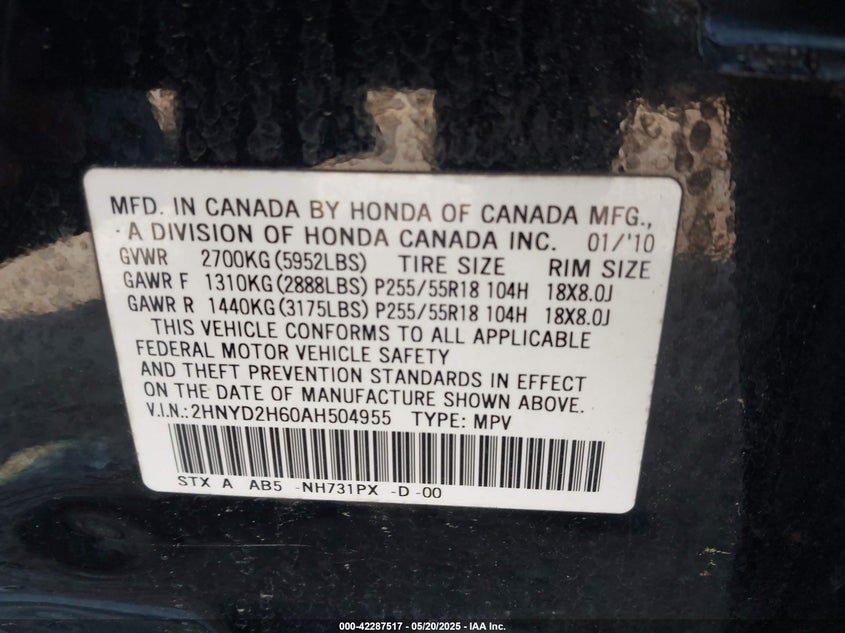 MFD. IN CANADA BY HONDA OF CANADA MFG.,
A DIVISION OF HONDA CANADA INC. 01/'10
GVWR 2700KG (5952LBS) TIRE SIZE RIM SIZE
GAWR F 1310KG (2888LBS) P255/55R18 104H 18X8.0J
GAWR R 1440KG (3175LBS) P255/55R18 104H 18X8.0J
THIS VEHICLE CONFORMS TO ALL APPLICABLE
FEDERAL MOTOR VEHICLE SAFETY
AND THEFT PREVENTION STANDARDS IN EFFECT
ON THE DATE OF MANUFACTURE SHOWN ABOVE.
V.I.N.: 2HNYD2H60AH504955 TYPE: MPV
STX A AB5 -NH731PX -D -00
000-42287517 - 05/20/2025 - IAA Inc.